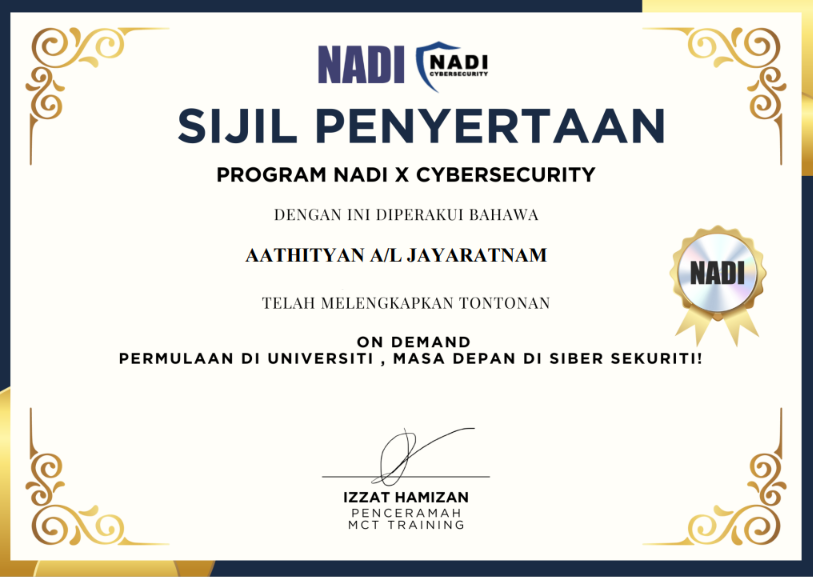 NADI NADI
CYBERSECURITY
SIJIL PENYERTAAN
PROGRAM NADI X CYBERSECURITY
DENGAN INI DIPERAKUI BAHAWA
AATHITYAN A/L JAYARATNAM
NADI
TELAH MELENGKAPKAN TONTONAN
ON DEMAND
PERMULAAN DI UNIVERSITI , MASA DEPAN DI SIBER SEKURITI!
IZZAT HAMIZAN
PENCERAMAH
MCT TRAINING